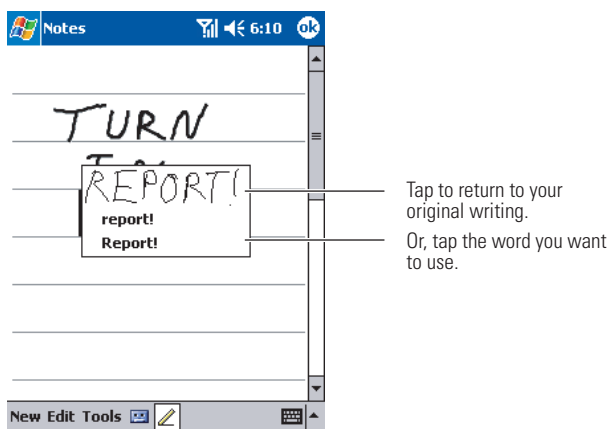 Notes 6:10 ok
TURN
REPORT!
report!
Report!
Tap to return to your
original writing.
Or, tap the word you want
to use.
New Edit Tools